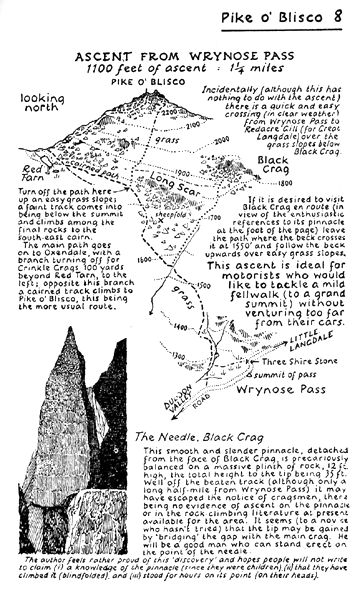 Pike o' Blisco 8
ASCENT FROM WRYNOSE PASS
1100 feet of ascent : 1¼ miles
PIKE O' BLISCO
looking
north
Incidentally (although this has
nothing to do with the ascent)
there is a quick and easy
crossing (in clear weather)
from Wrynose Pass to
Redacre Gill (for Great
Langdale) over the
grass slopes below
Black Crag.
2200
2100
2000
1900
grass
Black
Crag
1800
Red
Tarn
cairned path
Long Scar
sheepfold
1700
1600
Turn off the path here
up an easy grass slope;
a faint track comes into
being below the summit
and climbs among the
final rocks to the
south-east cairn.
The main path goes
on to Oxendale, with a
branch turning off for
Crinkle Crags 100 yards
beyond Red Tarn, to the
left; opposite this branch
a cairned track climbs to
Pike o' Blisco, this being
the more usual route.
If it is desired to visit
Black Crag en route (in
view of the enthusiastic
references to its pinnacle
at the foot of the page) leave
the path where the beck crosses
it at 1550' and follow the beck
upwards over easy grass slopes.
This ascent is ideal for
motorists who would
like to tackle a mild
fellwalk (to a grand
summit) without
venturing too far
from their cars.
grass
1500
1400
1300
LITTLE
LANGDALE
Three Shire Stone
summit of pass
Wrynose Pass
DUDDON
VALLEY
ROAD
The Needle, Black Crag
This smooth and slender pinnacle, detached
from the face of Black Crag, is precariously
balanced on a massive plinth of rock, 12 ft.
high, the total height to the tip being 35 ft.
Well off the beaten track (although only a
long half-mile from Wrynose Pass) it may
have escaped the notice of cragsmen, there
being no evidence of ascent on the pinnacle
or in the rock climbing literature at present
available for the area. It seems (to a novice
who hasn't tried) that the tip may be gained
by 'bridging' the gap with the main crag. He
will be a good man who can stand erect on
the point of the needle.
The author feels rather proud of this 'discovery' and hopes people will not write
to claim (i) a knowledge of the pinnacle (since they were children), (ii) that they have
climbed it (blindfolded), and (iii) stood for hours on its point (on their heads).